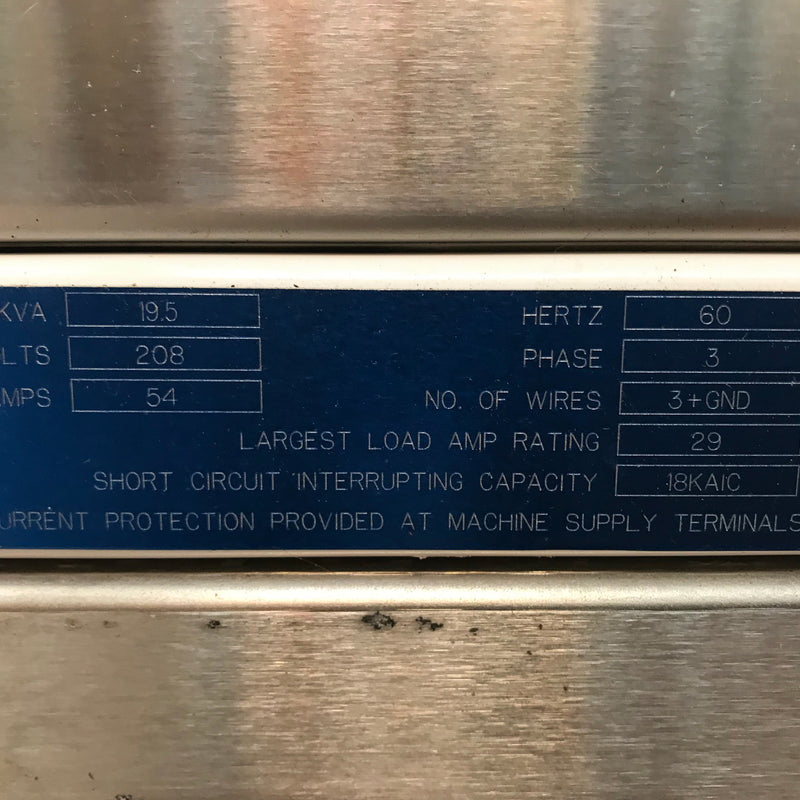 KVA 19.5 HERTZ 60
LTS 208 PHASE 3
MPS 54 NO. OF WIRES 3+GND
LARGEST LOAD AMP RATING 29
SHORT CIRCUIT INTERRUPTING CAPACITY 18KAIC
URRENT PROTECTION PROVIDED AT MACHINE SUPPLY TERMINALS